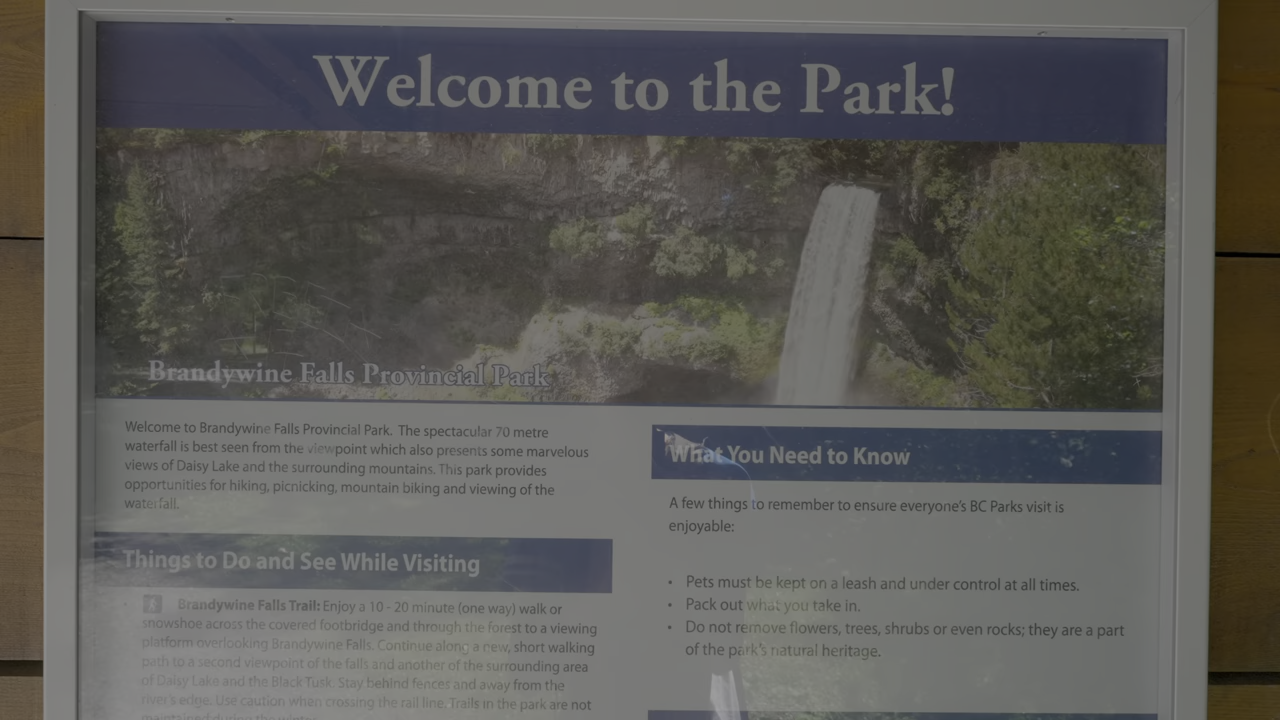 Welcome to the Park!
Brandywine Falls Provincial Park
Welcome to Brandywine Falls Provincial Park. The spectacular 70 metre
waterfall is best seen from the viewpoint which also presents some marvelous
views of Daisy Lake and the surrounding mountains. This park provides
opportunities for hiking, picnicking, mountain biking and viewing of the
waterfall.
Things to Do and See While Visiting
• Brandywine Falls Trail: Enjoy a 10 - 20 minute (one way) walk or
snowshoe across the covered footbridge and through the forest to a viewing
platform overlooking Brandywine Falls. Continue along a new, short walking
path to a second viewpoint of the falls and another of the surrounding area
of Daisy Lake and the Black Tusk. Stay behind fences and away from the
river's edge. Use caution when crossing the rail line. Trails in the park are not
maintained during the winter.
What You Need to Know
A few things to remember to ensure everyone's BC Parks visit is
enjoyable:
• Pets must be kept on a leash and under control at all times.
• Pack out what you take in.
• Do not remove flowers, trees, shrubs or even rocks; they are a part
of the park's natural heritage.